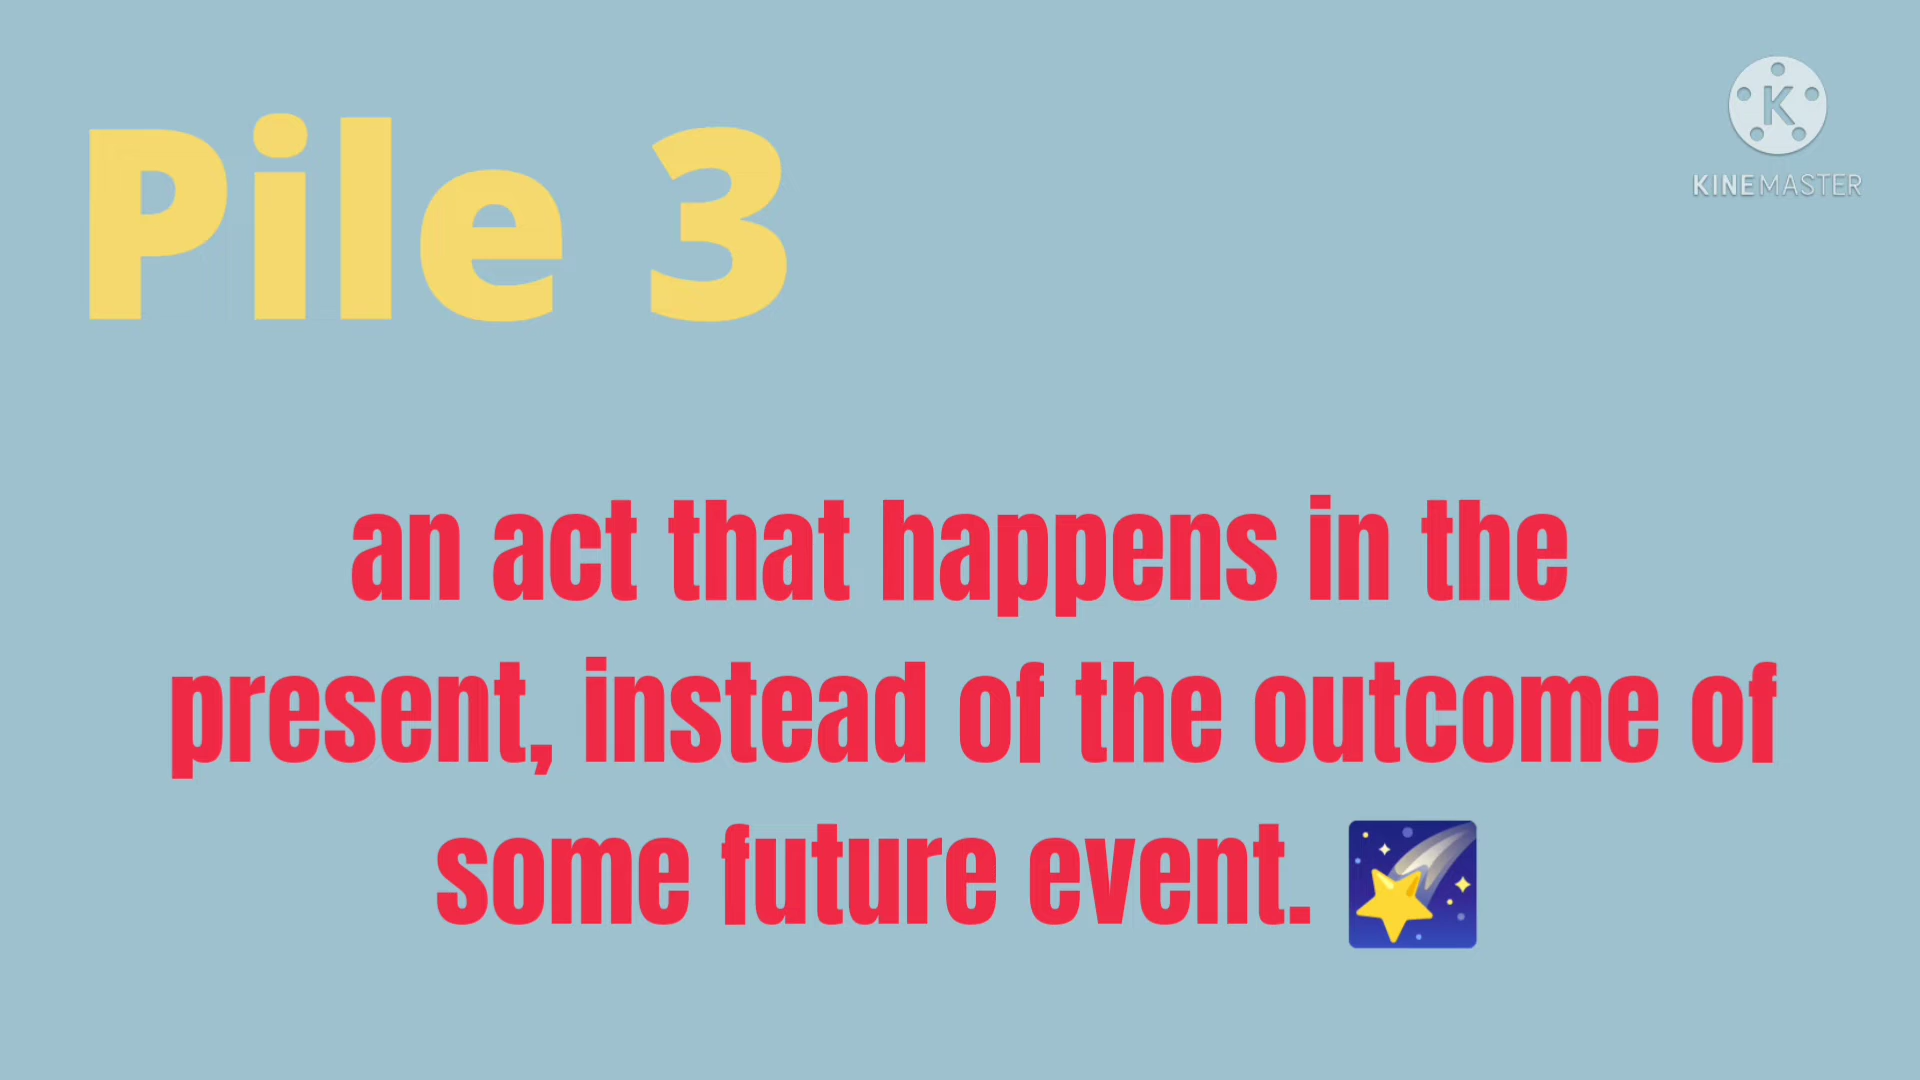 Pile 3
K
KINEMASTER
an act that happens in the
present, instead of the outcome of
some future event. 🌠